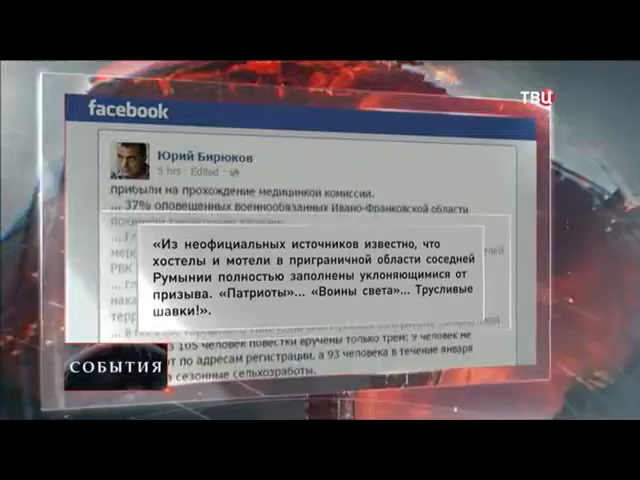 ТВЦ
facebook
Юрий Бирюков
5 hrs · Edited ·
прибыли на прохождение медицинкой комиссии.
... 37% оповещенных военнообязанных Ивано-Франковской области
«Из неофициальных источников известно, что
хостелы и мотели в приграничной области соседней
Румынии полностью заполнены уклоняющимися от
призыва. «Патриоты»... «Воины света»... Трусливые
шавки!».
105 человек повестки вручены только трем: 9 человек не
по адресам регистрации, а 93 человека в течение января
а сезонные сельхозработы.
СОБЫТИЯ